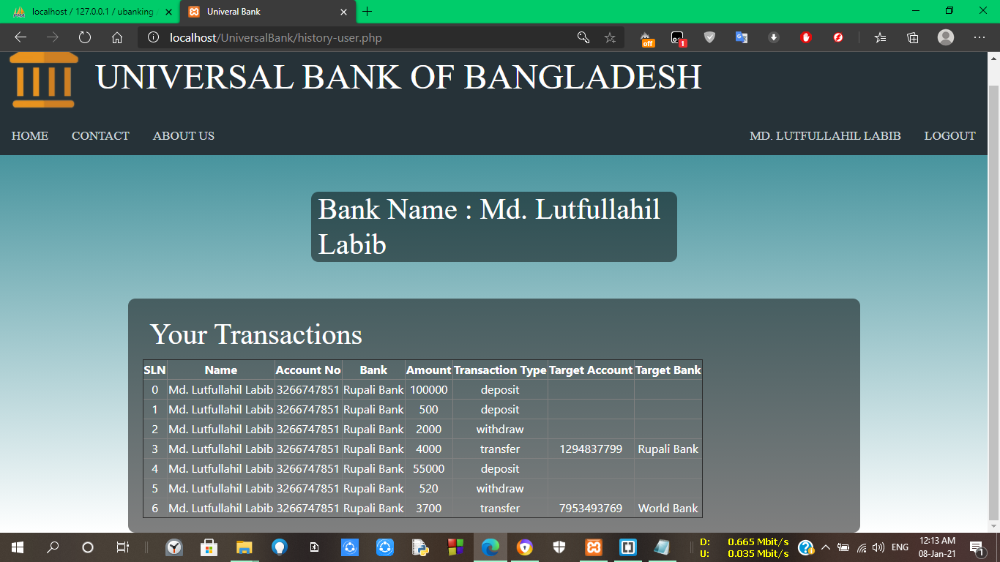 localhost / 127.0.0.1 / ubanking
Univeral Bank
localhost/UniversalBank/history-user.php
off
1
UNIVERSAL BANK OF BANGLADESH
HOME CONTACT ABOUT US MD. LUTFULLAHIL LABIB LOGOUT
Bank Name : Md. Lutfullahil
Labib
Your Transactions
SLN Name Account No Bank Amount Transaction Type Target Account Target Bank
0 Md. Lutfullahil Labib 3266747851 Rupali Bank 100000 deposit
1 Md. Lutfullahil Labib 3266747851 Rupali Bank 500 deposit
2 Md. Lutfullahil Labib 3266747851 Rupali Bank 2000 withdraw
3 Md. Lutfullahil Labib 3266747851 Rupali Bank 4000 transfer 1294837799 Rupali Bank
4 Md. Lutfullahil Labib 3266747851 Rupali Bank 55000 deposit
5 Md. Lutfullahil Labib 3266747851 Rupali Bank 520 withdraw
6 Md. Lutfullahil Labib 3266747851 Rupali Bank 3700 transfer 7953493769 World Bank
D: 0.665 Mbit/s
U: 0.035 Mbit/s
ENG
12:13 AM
08-Jan-21
1